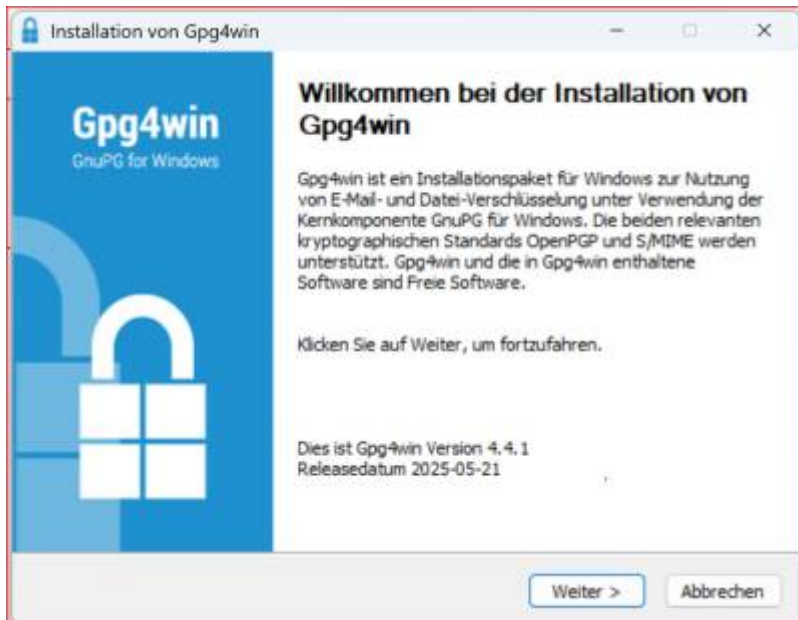 Installation von Gpg4win
Gpg4win
GnuPG for Windows
Willkommen bei der Installation von
Gpg4win
Gpg4win ist ein Installationspaket für Windows zur Nutzung
von E-Mail- und Datei-Verschlüsselung unter Verwendung der
Kernkomponente GnuPG für Windows. Die beiden relevanten
kryptographischen Standards OpenPGP und S/MIME werden
unterstützt. Gpg4win und die in Gpg4win enthaltene
Software sind Freie Software.
Klicken Sie auf Weiter, um fortzufahren.
Dies ist Gpg4win Version 4.4.1
Releasedatum 2025-05-21
Weiter >
Abbrechen